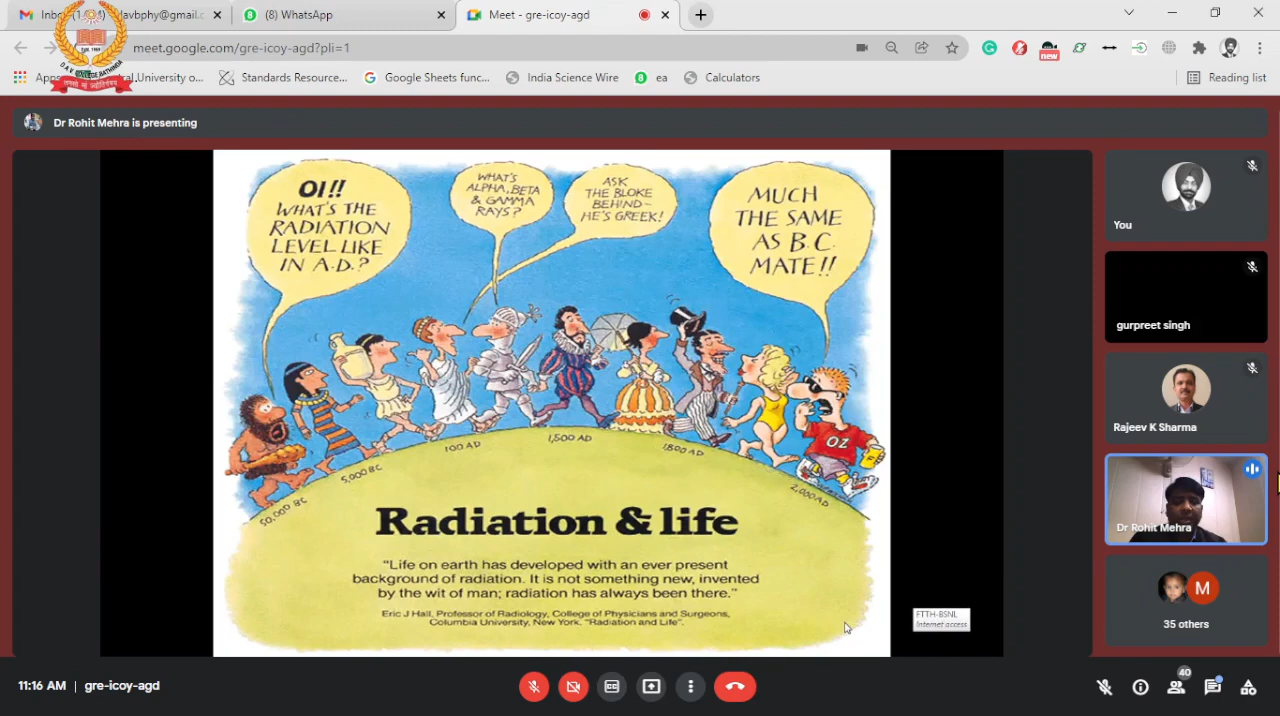 (8) WhatsApp
Meet - gre-icoy-agd
meet.google.com/gre-icoy-agd?pli=1
new
Standards Resource...
Google Sheets func...
India Science Wire
ea
Calculators
Reading list
Dr Rohit Mehra is presenting
OI!!
WHAT'S THE
RADIATION
LEVEL LIKE
IN A.D.?
WHAT'S
ALPHA, BETA
& GAMMA
RAYS?
ASK
THE BLOKE
BEHIND-
HE'S GREEK!
MUCH
THE SAME
AS B.C.
MATE!!
50,000 BC
5,000 BC
100 AD
1,500 AD
1,800 AD
2,000 AD
OZ
Radiation & life
"Life on earth has developed with an ever present
background of radiation. It is not something new, invented
by the wit of man; radiation has always been there."
Eric J Hall, Professor of Radiology, College of Physicians and Surgeons,
Columbia University, New York. "Radiation and Life".
FTTH-BSNL
Internet access
You
gurpreet singh
Rajeev K Sharma
Dr Rohit Mehra
M
35 others
11:16 AM | gre-icoy-agd
40